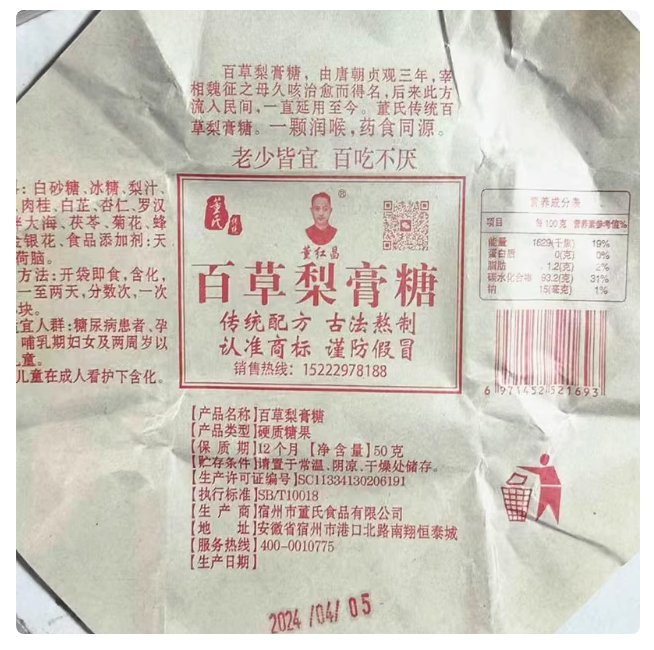 百草梨膏糖，由唐朝贞观三年，宰
相魏征之母久咳治愈而得名，后来此方
流入民间，一直延用至今。董氏传统百
草梨膏糖。一颗润喉，药食同源。
老少皆宜 百吃不厌
：白砂糖、冰糖、梨汁、
肉桂、白芷、杏仁、罗汉
大海、茯苓、菊花、蜂
金银花、食品添加剂：天
荷脑。
方法：开袋即食，含化，
一至两天，分数次，一次
块。
宜人群：糖尿病患者、孕
哺乳期妇女及两周岁以
儿童。
儿童在成人看护下含化。
董氏
传统
®
董红昌
百草梨膏糖
传统配方 古法熬制
认准商标 谨防假冒
销售热线：15222978188
营养成分表
项目 每100克 营养素参考值%
能量 1629(千焦) 19%
蛋白质 0(克) 0%
脂肪 1.2(克) 2%
碳水化合物 93.2(克) 31%
钠 15(毫克) 1%
6 971452 521693
【产品名称】百草梨膏糖
【产品类型】硬质糖果
【保质期】12个月【净含量】50克
【贮存条件】请置于常温、阴凉、干燥处储存。
【生产许可证编号】SC11334130206191
【执行标准】SB/T10018
【生产商】宿州市董氏食品有限公司
【地址】安徽省宿州市港口北路南翔恒泰城
【服务热线】400-0010775
【生产日期】
2024/04/05